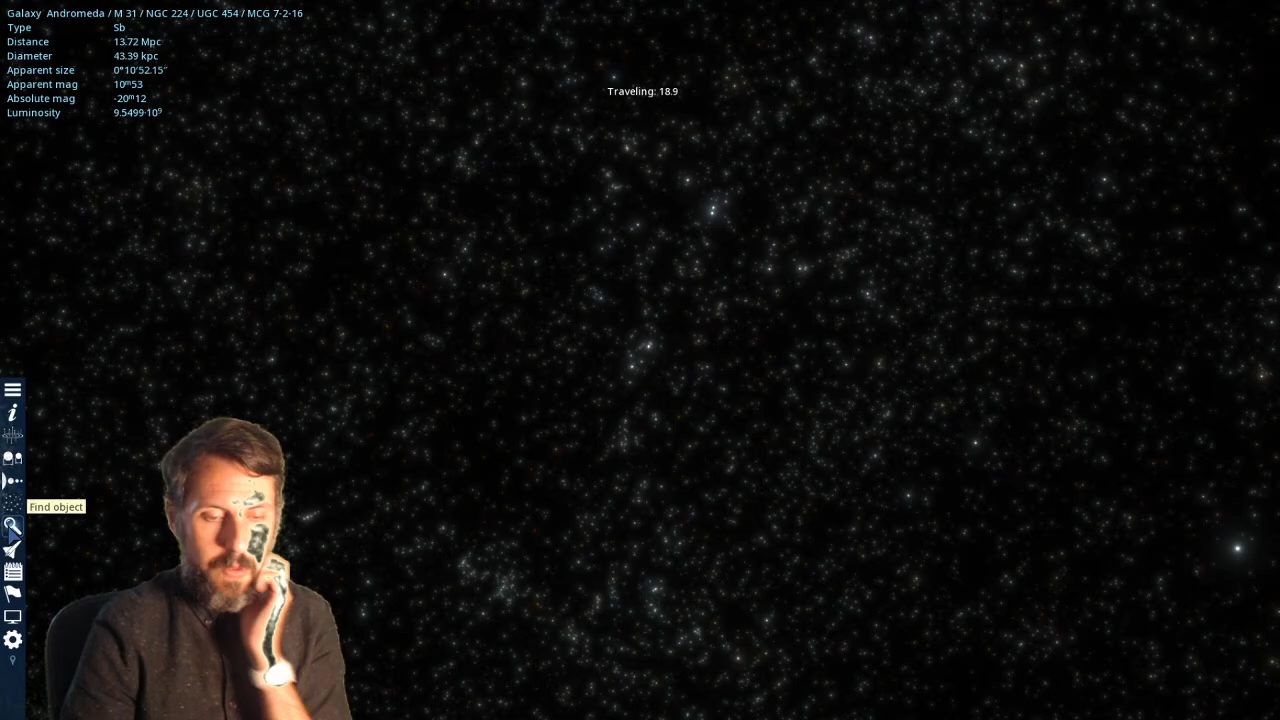 Galaxy Andromeda / M 31 / NGC 224 / UGC 454 / MCG 7-2-16
Type Sb
Distance 13.72 Mpc
Diameter 43.39 kpc
Apparent size 0°10'52.15"
Apparent mag 10ᵐ53
Absolute mag -20ᵐ12
Luminosity 9.5499·10⁹
Traveling: 18.9
Find object